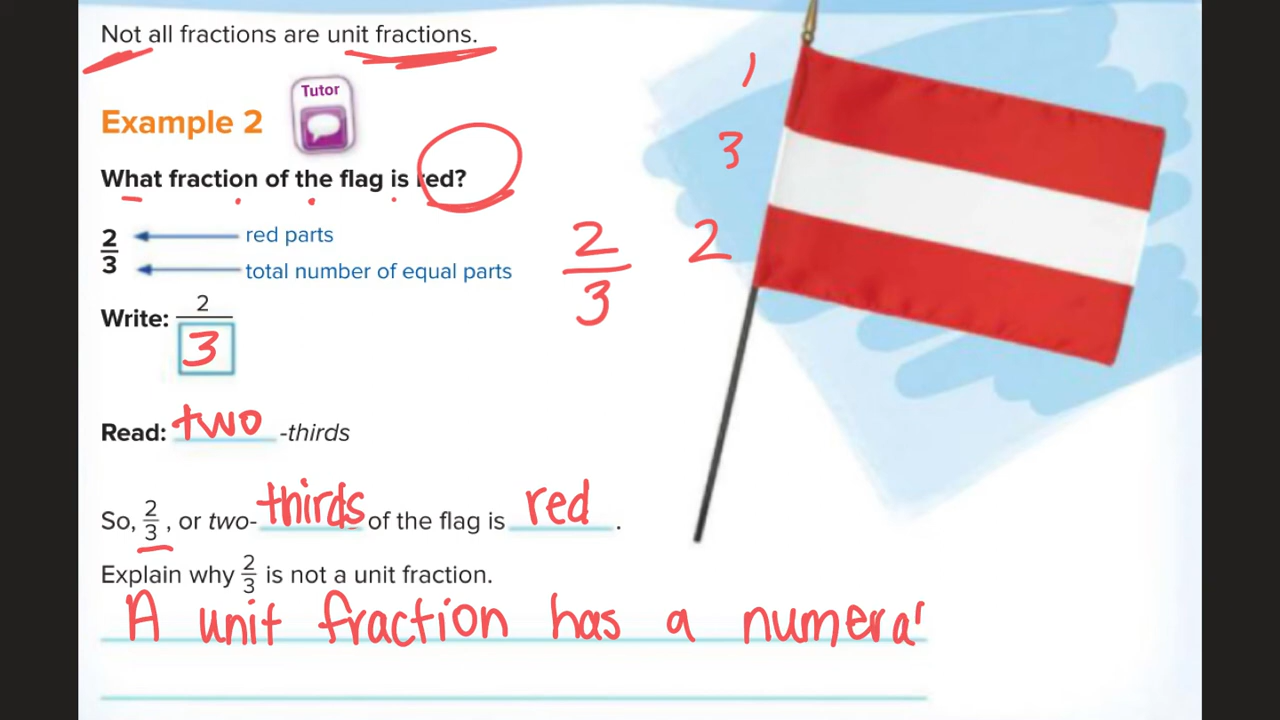 Not all fractions are unit fractions.
Tutor
Example 2
What fraction of the flag is red?
2 red parts
3 total number of equal parts
Write: 2
3
Read: two -thirds
So, 2/3, or two- thirds of the flag is red .
Explain why 2/3 is not a unit fraction.
A unit fraction has a numera
1
3
2
2
3